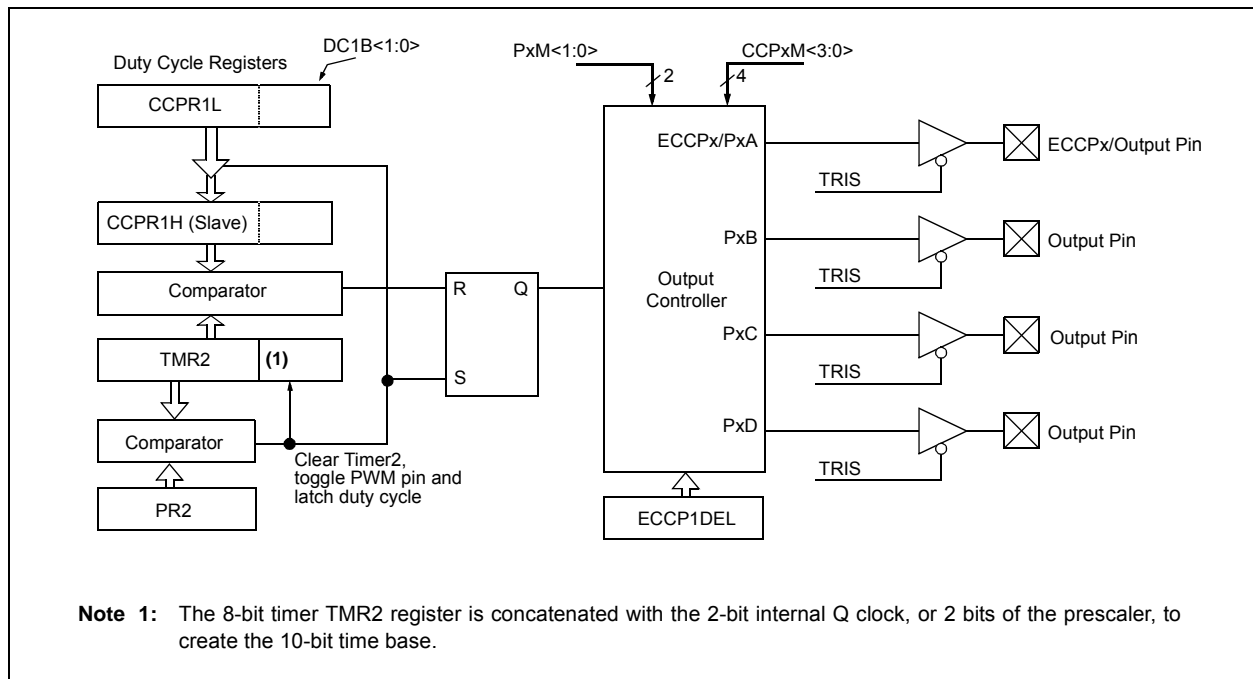 DC1B<1:0>
Duty Cycle Registers
CCPR1L
CCPR1H (Slave)
Comparator
TMR2
(1)
Comparator
PR2
Clear Timer2,
toggle PWM pin and
latch duty cycle
R
Q
S
PxM<1:0>
2
CCPxM<3:0>
4
ECCPx/PxA
PxB
Output
Controller
PxC
PxD
ECCP1DEL
TRIS
ECCPx/Output Pin
TRIS
Output Pin
TRIS
Output Pin
TRIS
Output Pin
Note 1: The 8-bit timer TMR2 register is concatenated with the 2-bit internal Q clock, or 2 bits of the prescaler, to
create the 10-bit time base.